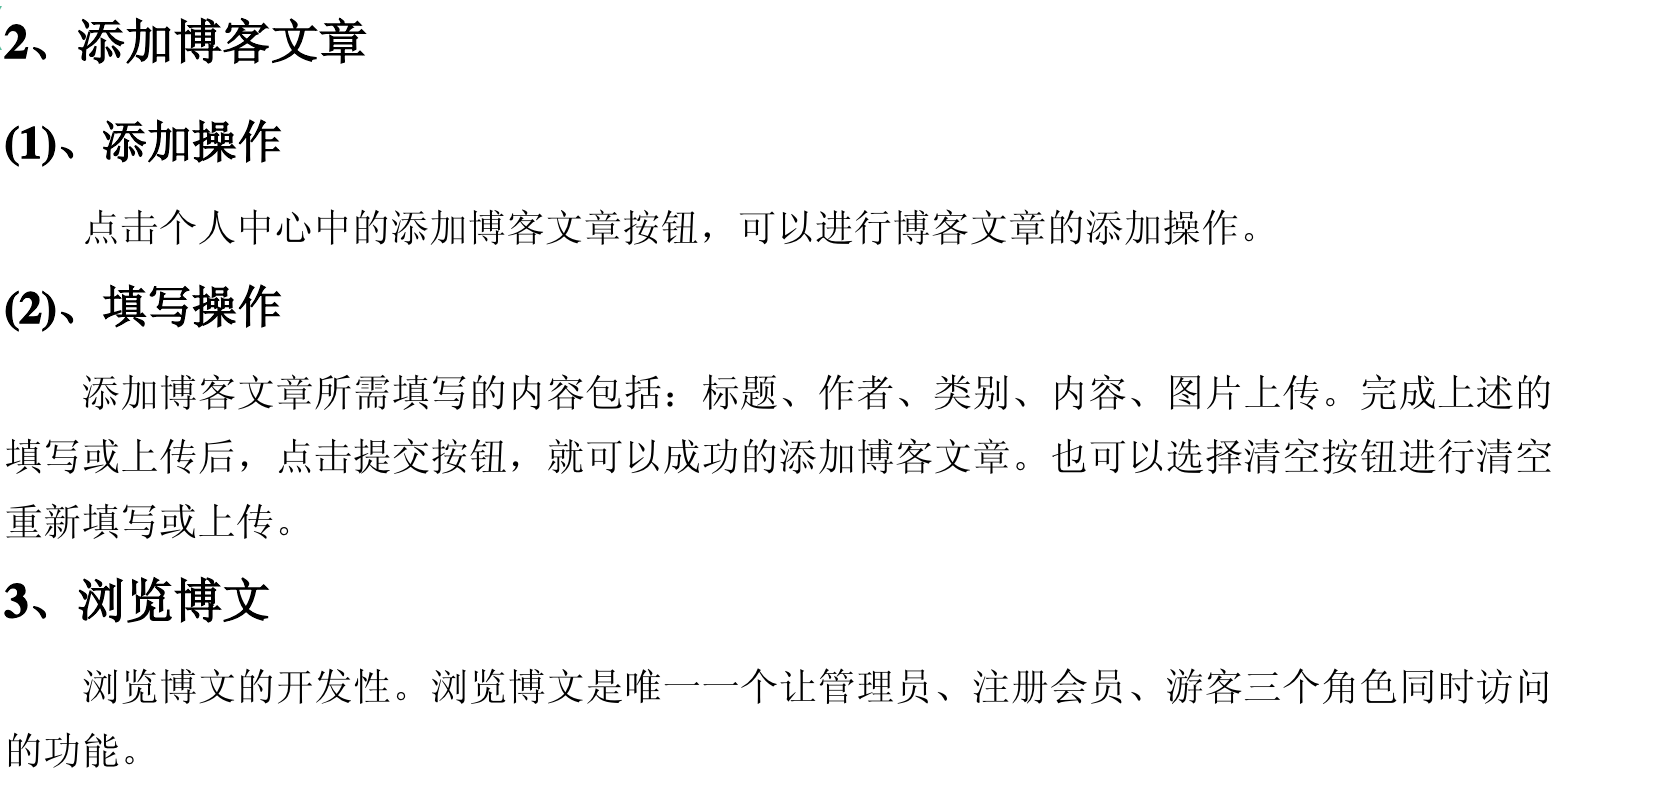 2、添加博客文章
(1)、添加操作
点击个人中心中的添加博客文章按钮，可以进行博客文章的添加操作。
(2)、填写操作
添加博客文章所需填写的内容包括：标题、作者、类别、内容、图片上传。完成上述的
填写或上传后，点击提交按钮，就可以成功的添加博客文章。也可以选择清空按钮进行清空
重新填写或上传。
3、浏览博文
浏览博文的开发性。浏览博文是唯一一个让管理员、注册会员、游客三个角色同时访问
的功能。